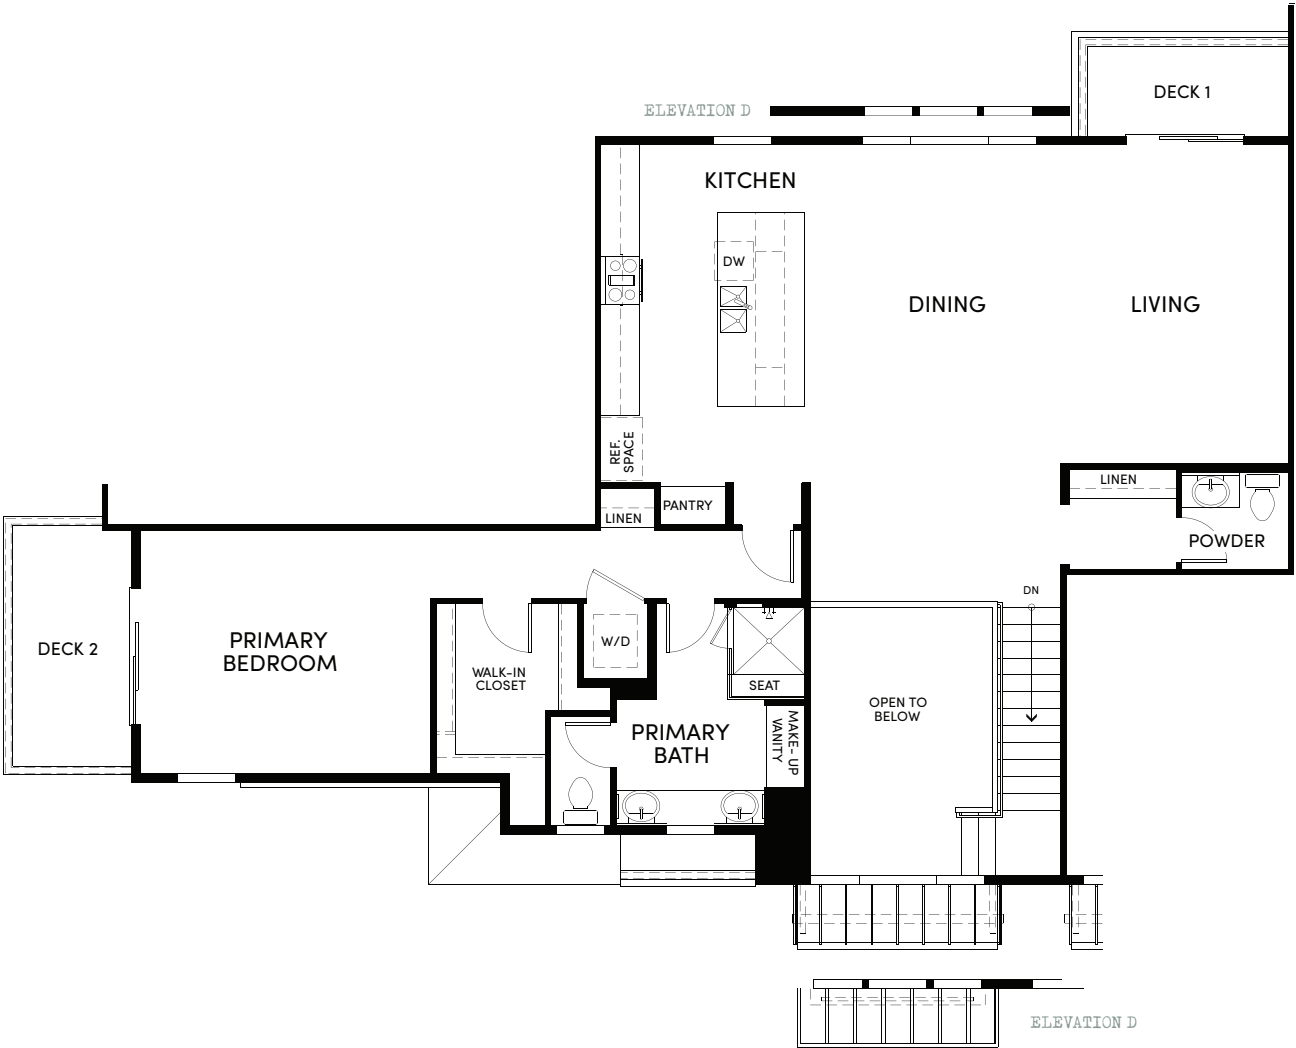 DECK 1
ELEVATION D
KITCHEN
DW
DINING
LIVING
REF.
SPACE
LINEN
PANTRY
LINEN
POWDER
DN
DECK 2
PRIMARY
BEDROOM
W/D
WALK-IN
CLOSET
SEAT
OPEN TO
BELOW
PRIMARY
BATH
MAKE- UP
VANITY
ELEVATION D